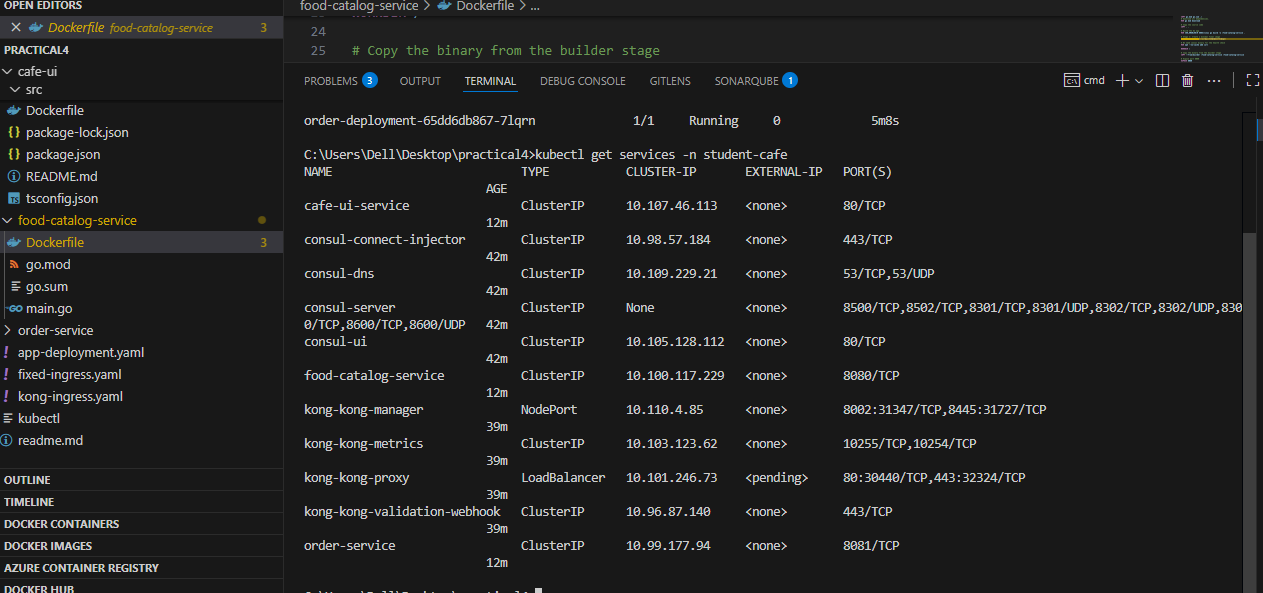 OPEN EDITORS
Dockerfile food-catalog-service 3
PRACTICAL4
cafe-ui
src
Dockerfile
package-lock.json
package.json
README.md
tsconfig.json
food-catalog-service
Dockerfile 3
go.mod
go.sum
main.go
order-service
app-deployment.yaml
fixed-ingress.yaml
kong-ingress.yaml
kubectl
readme.md
OUTLINE
TIMELINE
DOCKER CONTAINERS
DOCKER IMAGES
AZURE CONTAINER REGISTRY
DOCKER HUB
food-catalog-service > Dockerfile > ...
24
25 # Copy the binary from the builder stage
PROBLEMS 3 OUTPUT TERMINAL DEBUG CONSOLE GITLENS SONARQUBE 1 cmd
order-deployment-65dd6db867-7lqrn 1/1 Running 0 5m8s
C:\Users\Dell\Desktop\practical4>kubectl get services -n student-cafe
NAME TYPE CLUSTER-IP EXTERNAL-IP PORT(S)
AGE
cafe-ui-service ClusterIP 10.107.46.113 <none> 80/TCP
12m
consul-connect-injector ClusterIP 10.98.57.184 <none> 443/TCP
42m
consul-dns ClusterIP 10.109.229.21 <none> 53/TCP,53/UDP
42m
consul-server ClusterIP None <none> 8500/TCP,8502/TCP,8301/TCP,8301/UDP,8302/TCP,8302/UDP,830
0/TCP,8600/TCP,8600/UDP 42m
consul-ui ClusterIP 10.105.128.112 <none> 80/TCP
42m
food-catalog-service ClusterIP 10.100.117.229 <none> 8080/TCP
12m
kong-kong-manager NodePort 10.110.4.85 <none> 8002:31347/TCP,8445:31727/TCP
39m
kong-kong-metrics ClusterIP 10.103.123.62 <none> 10255/TCP,10254/TCP
39m
kong-kong-proxy LoadBalancer 10.101.246.73 <pending> 80:30440/TCP,443:32324/TCP
39m
kong-kong-validation-webhook ClusterIP 10.96.87.140 <none> 443/TCP
39m
order-service ClusterIP 10.99.177.94 <none> 8081/TCP
12m